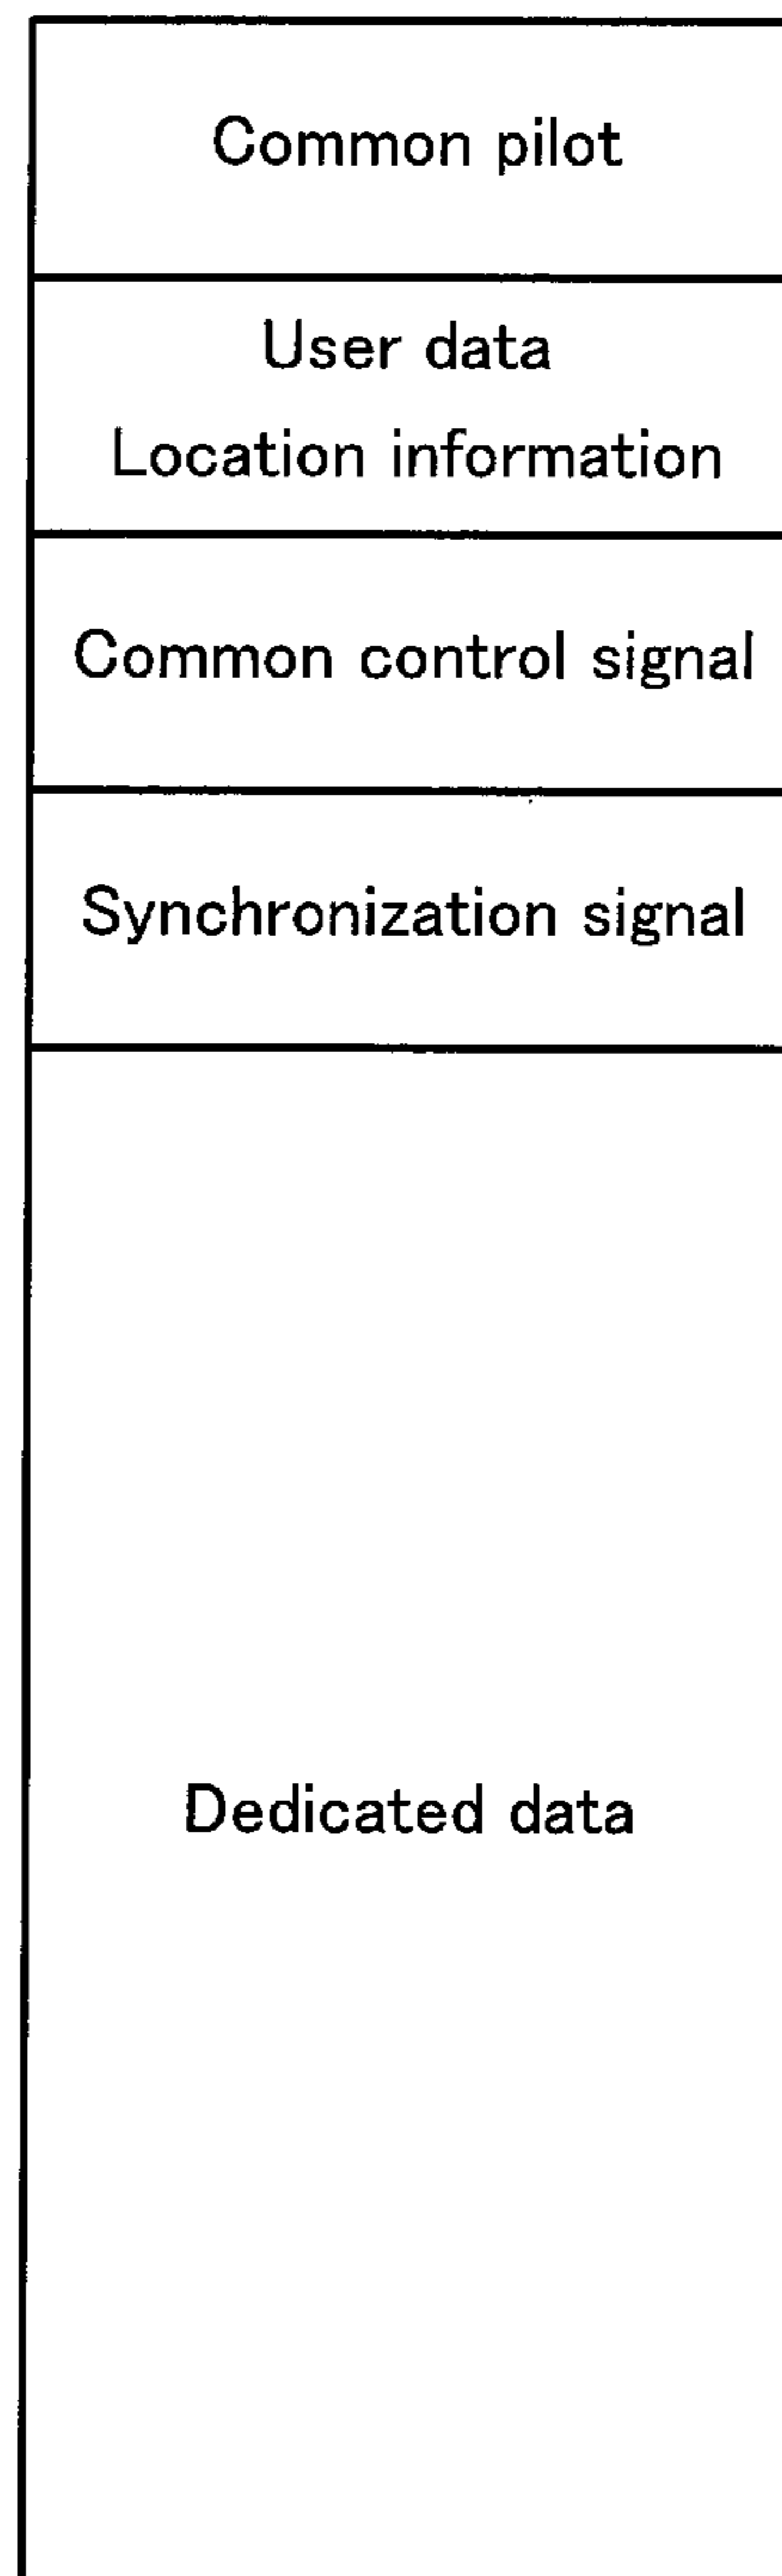 Common pilot
User data
Location information
Common control signal
Synchronization signal
Dedicated data